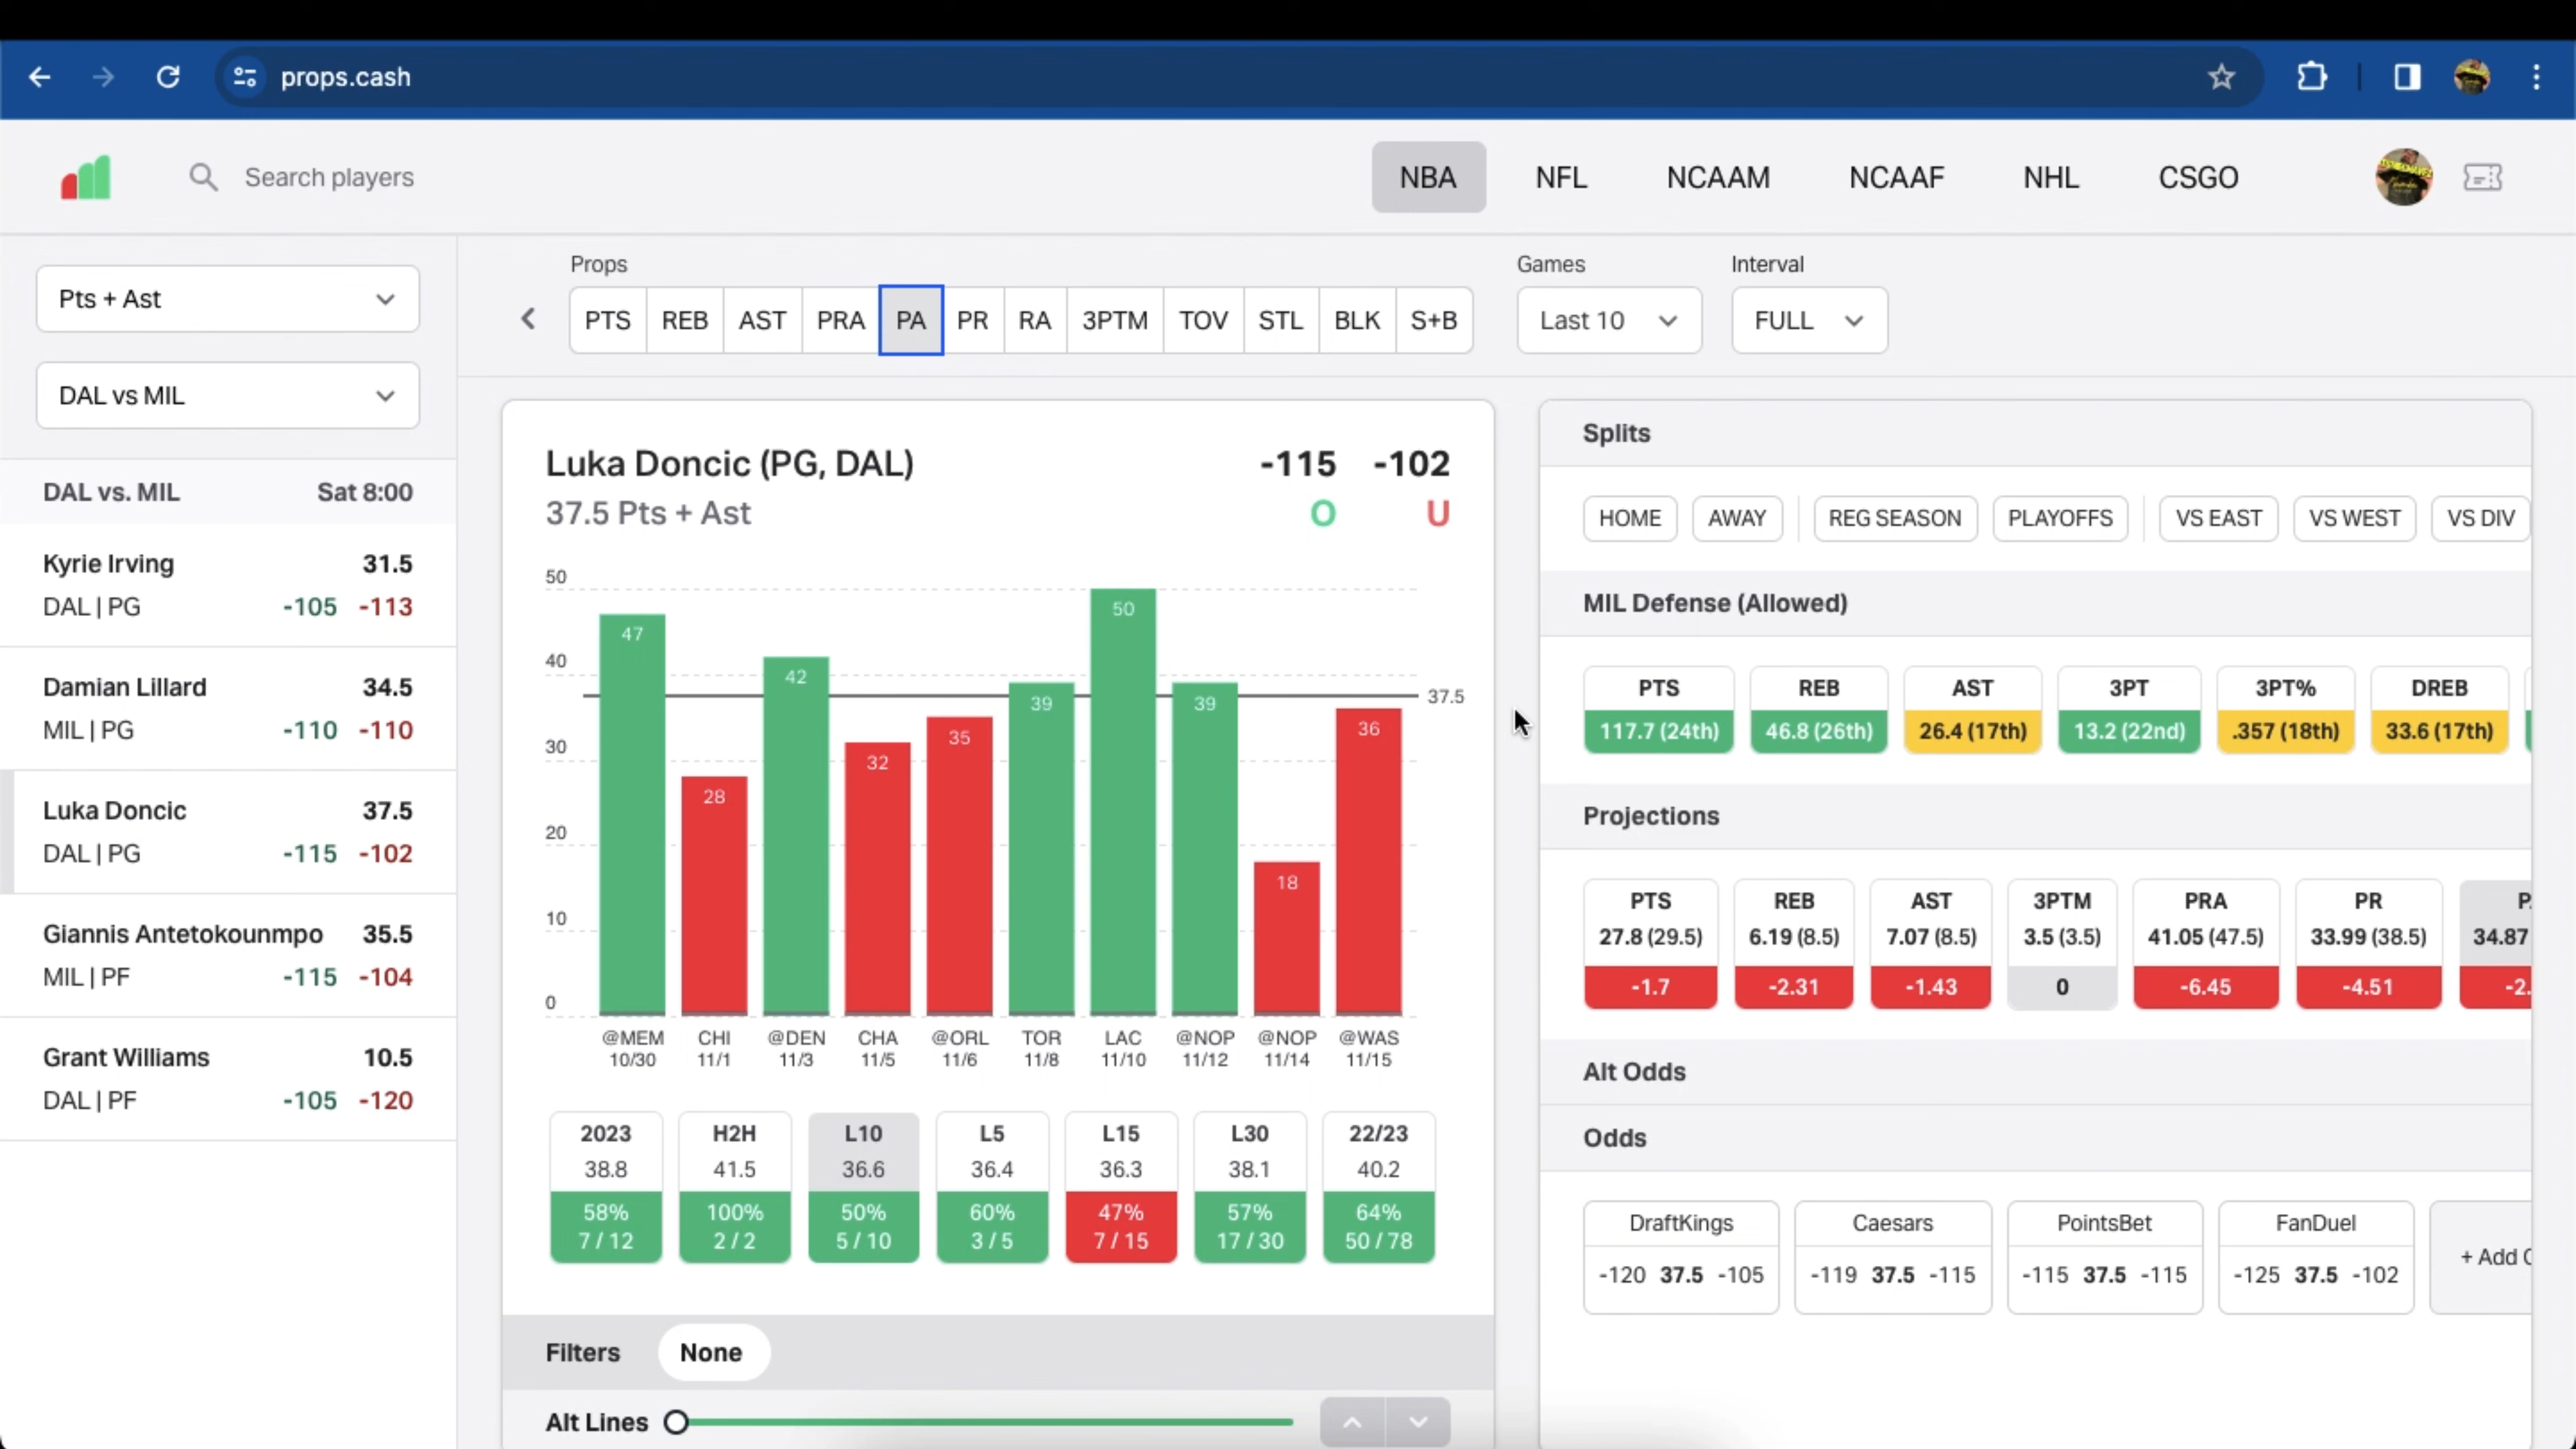 props.cash
Search players
NBA NFL NCAAM NCAAF NHL CSGO
Pts + Ast
DAL vs MIL
DAL vs. MIL Sat 8:00
Kyrie Irving 31.5
DAL | PG -105 -113
Damian Lillard 34.5
MIL | PG -110 -110
Luka Doncic 37.5
DAL | PG -115 -102
Giannis Antetokounmpo 35.5
MIL | PF -115 -104
Grant Williams 10.5
DAL | PF -105 -120
Props Games Interval
PTS REB AST PRA PA PR RA 3PTM TOV STL BLK S+B Last 10 FULL
Luka Doncic (PG, DAL) -115 -102
37.5 Pts + Ast O U
50
40
30
20
10
0
47 28 42 32 35 39 50 39 18 36
37.5
@MEM CHI @DEN CHA @ORL TOR LAC @NOP @NOP @WAS
10/30 11/1 11/3 11/5 11/6 11/8 11/10 11/12 11/14 11/15
2023 H2H L10 L5 L15 L30 22/23
38.8 41.5 36.6 36.4 36.3 38.1 40.2
58% 100% 50% 60% 47% 57% 64%
7 / 12 2 / 2 5 / 10 3 / 5 7 / 15 17 / 30 50 / 78
Filters None
Alt Lines
Splits
HOME AWAY REG SEASON PLAYOFFS VS EAST VS WEST VS DIV
MIL Defense (Allowed)
PTS REB AST 3PT 3PT% DREB
117.7 (24th) 46.8 (26th) 26.4 (17th) 13.2 (22nd) .357 (18th) 33.6 (17th)
Projections
PTS REB AST 3PTM PRA PR P
27.8 (29.5) 6.19 (8.5) 7.07 (8.5) 3.5 (3.5) 41.05 (47.5) 33.99 (38.5) 34.87
-1.7 -2.31 -1.43 0 -6.45 -4.51 -2.
Alt Odds
Odds
DraftKings Caesars PointsBet FanDuel
-120 37.5 -105 -119 37.5 -115 -115 37.5 -115 -125 37.5 -102
+ Add